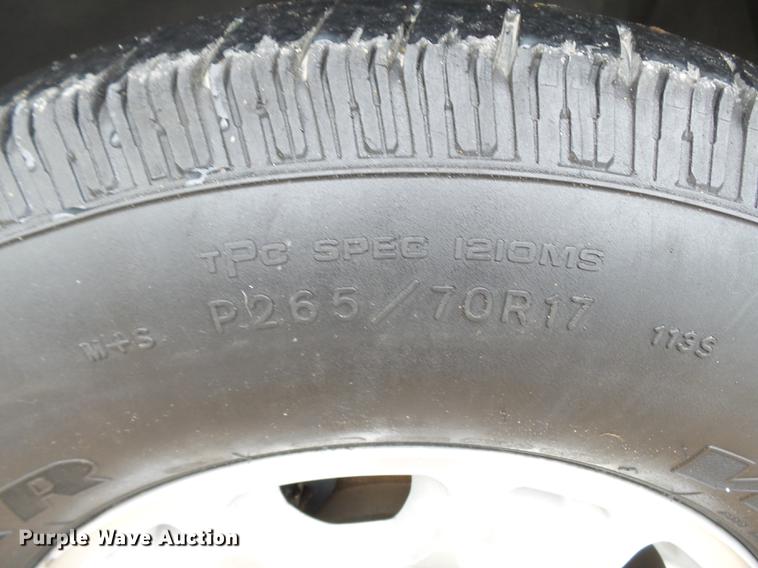 TPC SPEC 1210MS
P265/70R17
M+S
113S
R
Purple Wave Auction